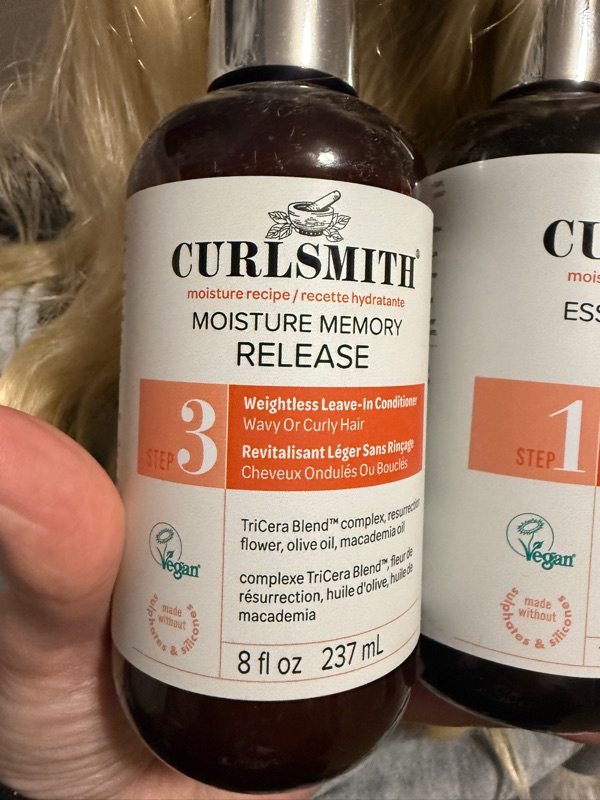 CURLSMITH®
moisture recipe / recette hydratante
MOISTURE MEMORY
RELEASE
STEP 3
Weightless Leave-In Conditioner
Wavy Or Curly Hair
Revitalisant Léger Sans Rinçage
Cheveux Ondulés Ou Bouclés
TriCera Blend™ complex, resurrection
flower, olive oil, macadamia oil
complexe TriCera Blend™, fleur de
résurrection, huile d'olive, huile de
macadamia
Vegan
made
without
sulphates & silicones
8 fl oz 237 mL
CU
mois
ESS
STEP 1
Vegan
made
without
sulphates & silicones